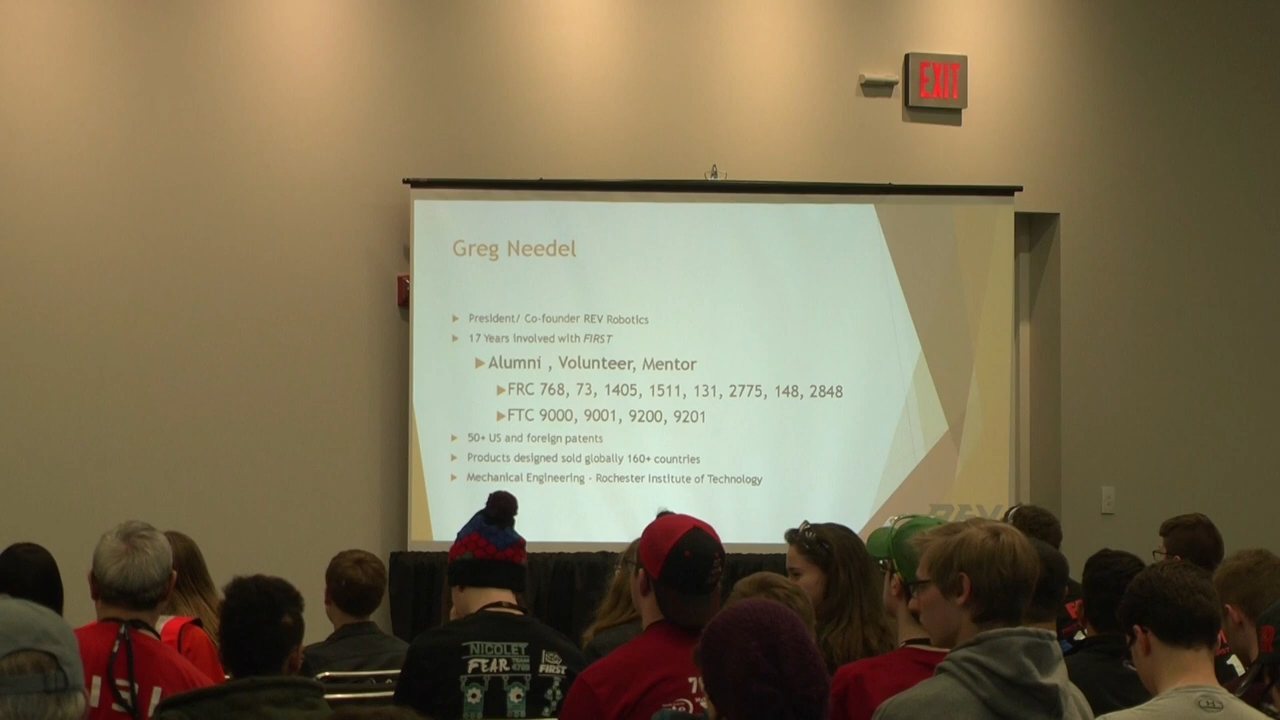 EXIT
Greg Needel
President/ Co-founder REV Robotics
17 Years involved with FIRST
Alumni , Volunteer, Mentor
FRC 768, 73, 1405, 1511, 131, 2775, 148, 2848
FTC 9000, 9001, 9200, 9201
50+ US and foreign patents
Products designed sold globally 160+ countries
Mechanical Engineering - Rochester Institute of Technology
REV
NICOLET
FEAR TEAM
FIRST